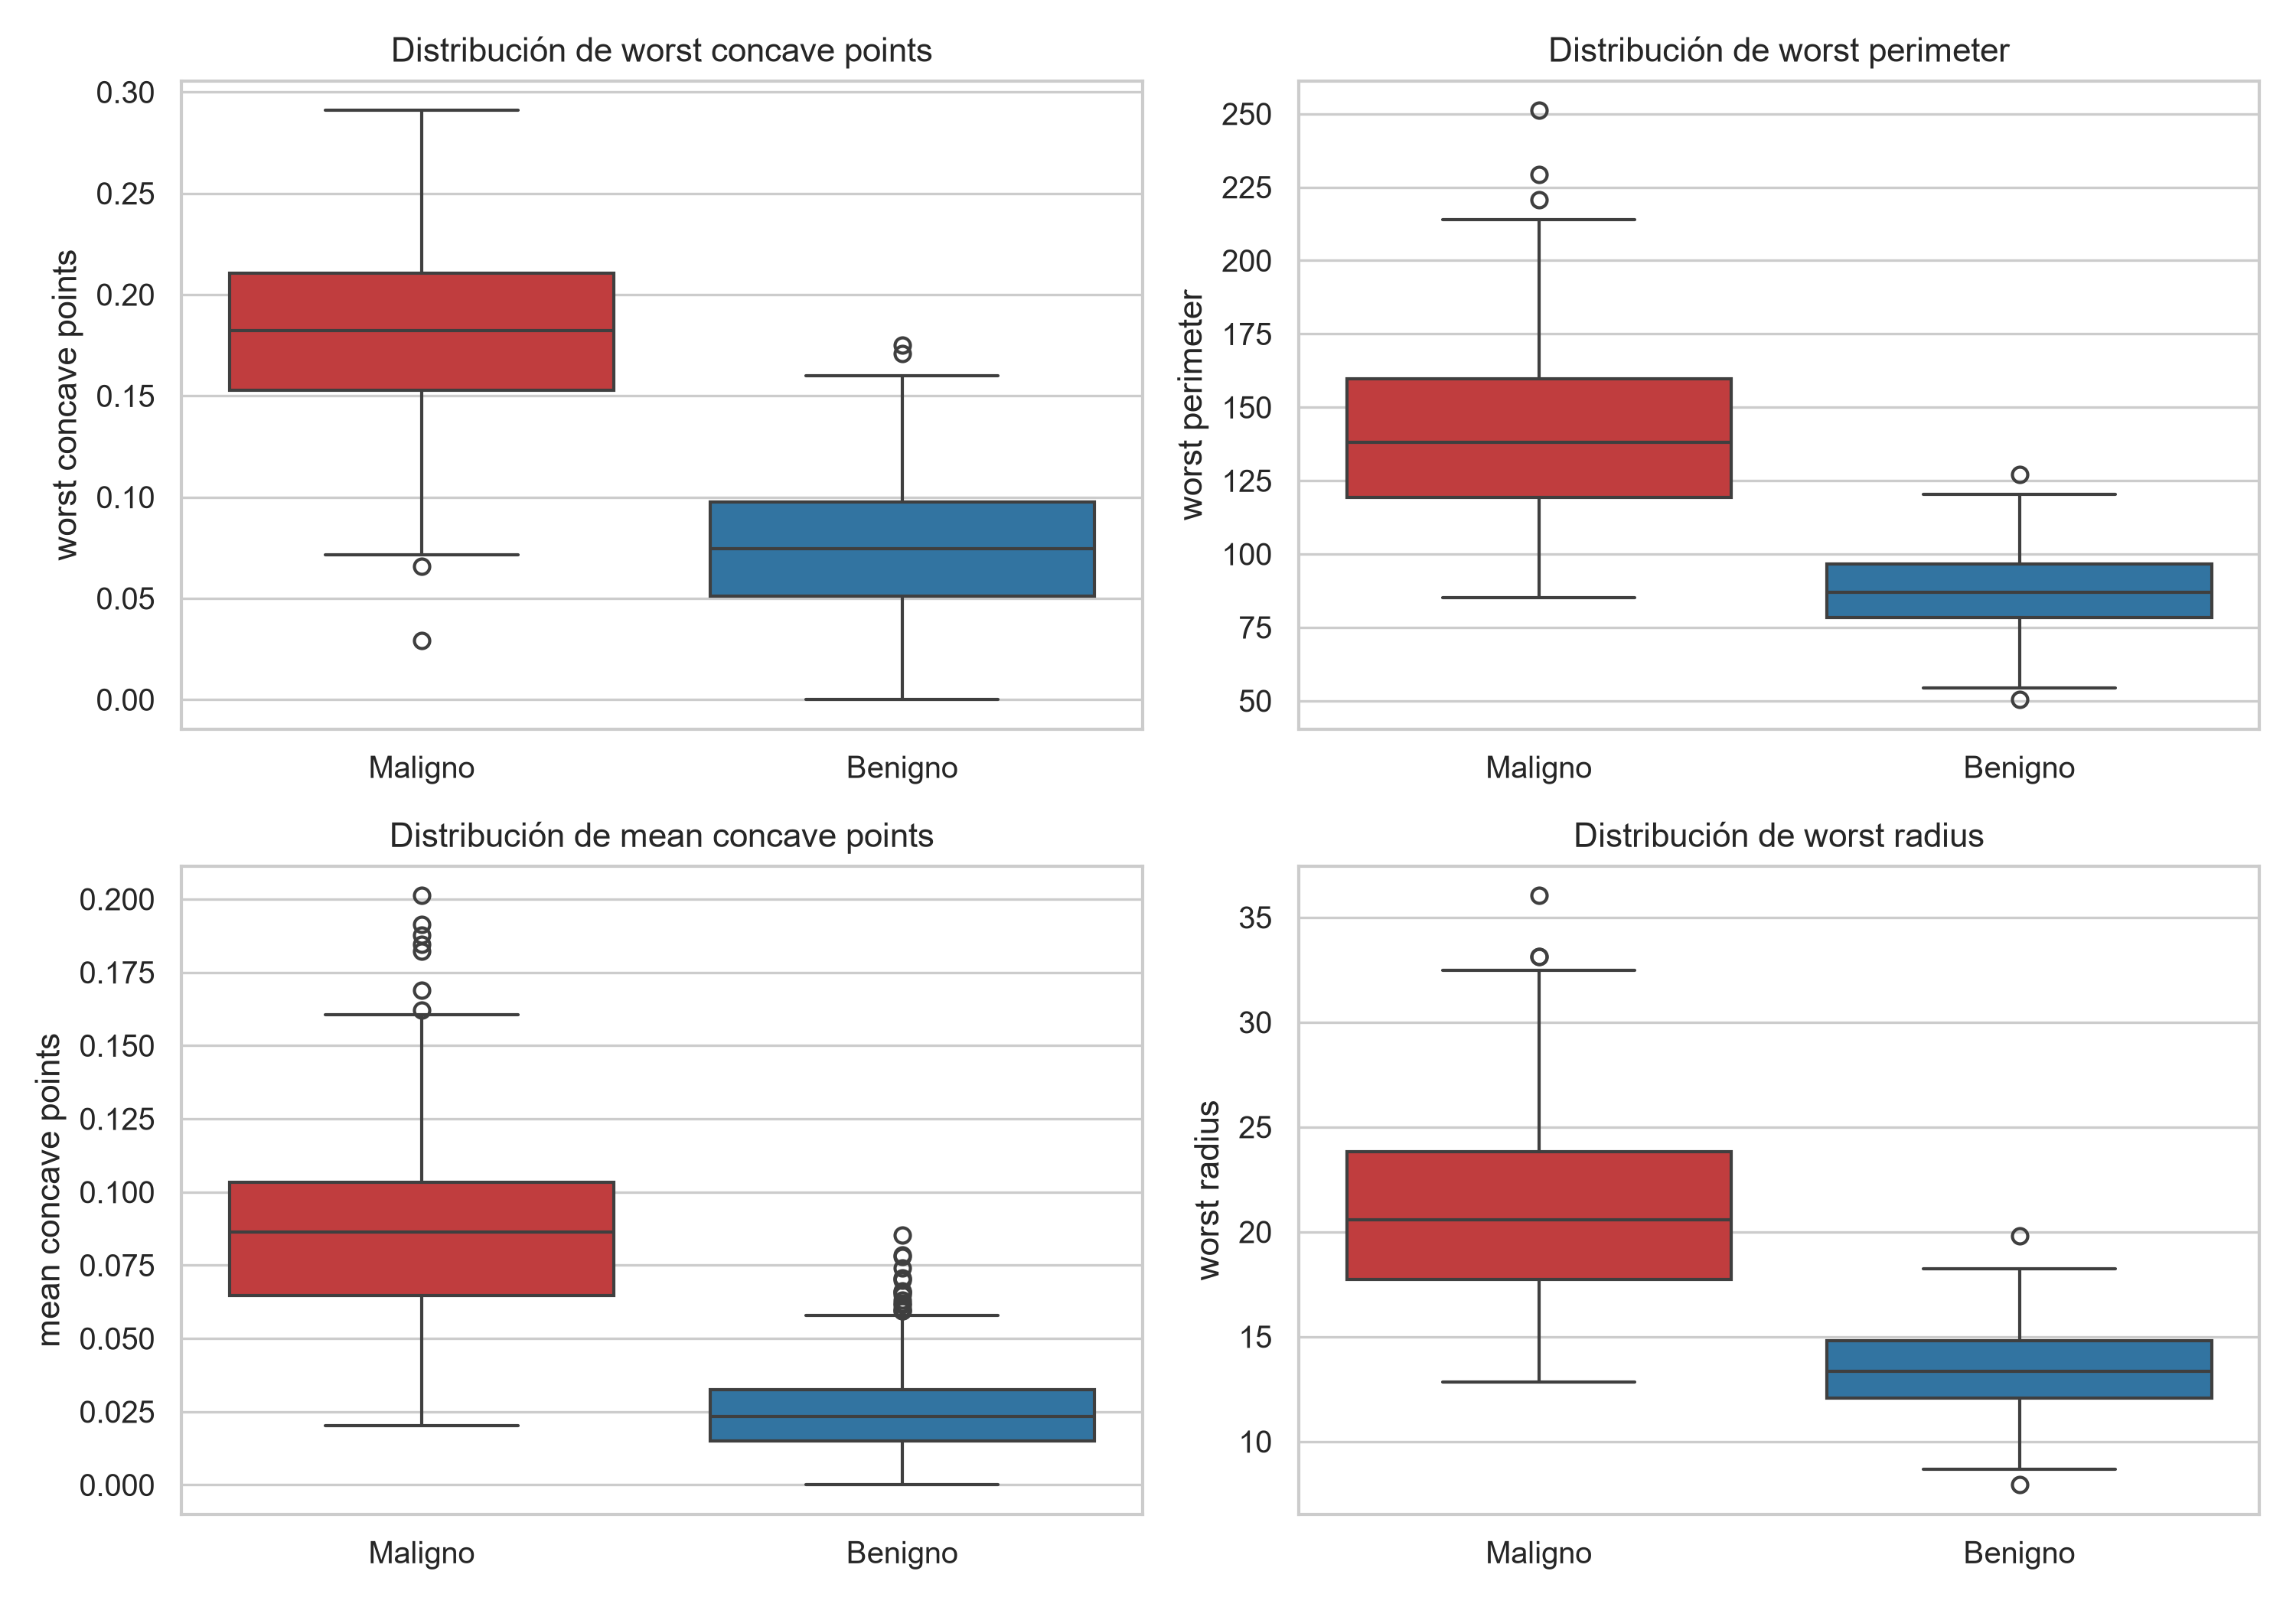 Distribución de worst concave points
0.30
0.25
0.20
0.15
0.10
0.05
0.00
worst concave points
Maligno
Benigno
Distribución de worst perimeter
250
225
200
175
150
125
100
75
50
worst perimeter
Maligno
Benigno
Distribución de mean concave points
0.200
0.175
0.150
0.125
0.100
0.075
0.050
0.025
0.000
mean concave points
Maligno
Benigno
Distribución de worst radius
35
30
25
20
15
10
worst radius
Maligno
Benigno